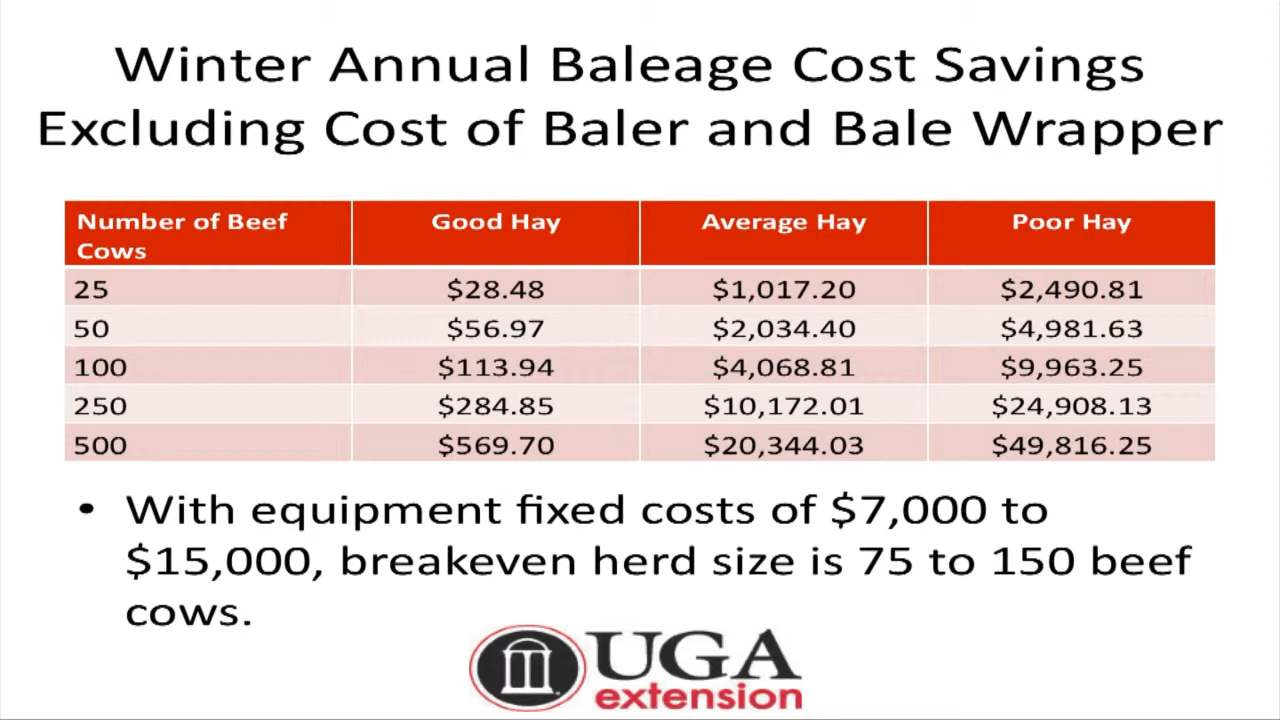 Winter Annual Baleage Cost Savings
Excluding Cost of Baler and Bale Wrapper
Number of Beef Cows Good Hay Average Hay Poor Hay
25 $28.48 $1,017.20 $2,490.81
50 $56.97 $2,034.40 $4,981.63
100 $113.94 $4,068.81 $9,963.25
250 $284.85 $10,172.01 $24,908.13
500 $569.70 $20,344.03 $49,816.25
• With equipment fixed costs of $7,000 to
$15,000, breakeven herd size is 75 to 150 beef
cows.
UGA
extension